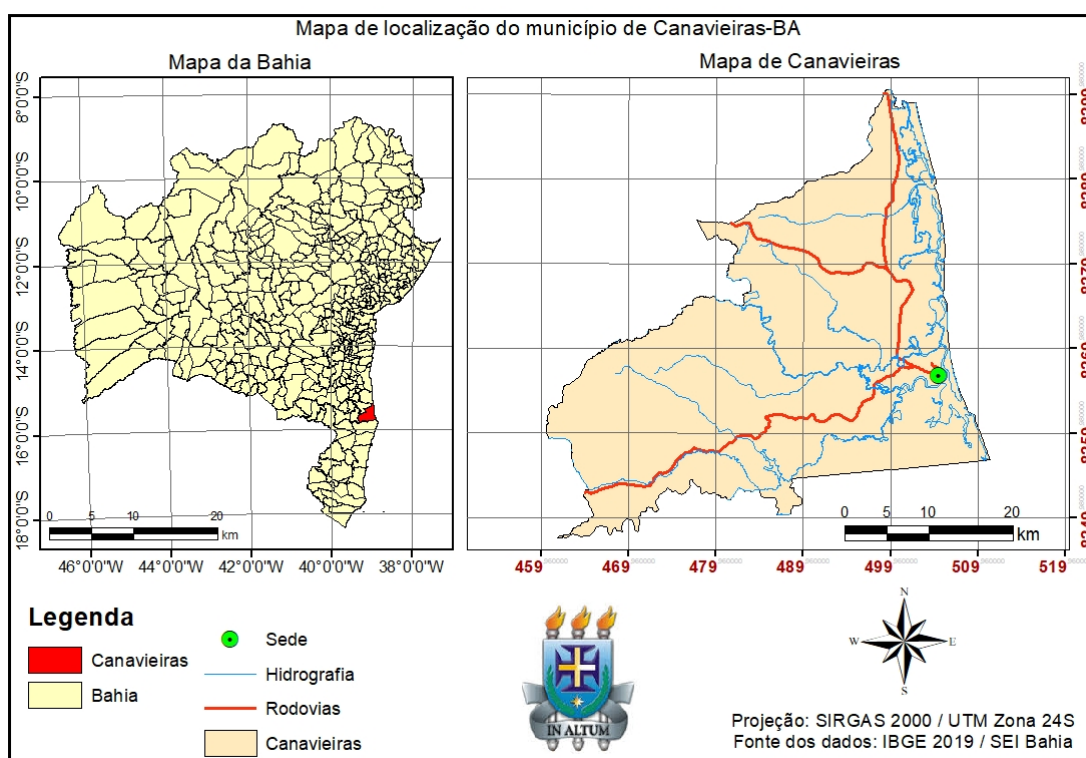 Mapa de localização do município de Canavieiras-BA
Mapa da Bahia
Mapa de Canavieiras
8°0'0"S
10°0'0"S
12°0'0"S
14°0'0"S
16°0'0"S
18°0'0"S
0 5 10 20
km
46°0'0"W 44°0'0"W 42°0'0"W 40°0'0"W 38°0'0"W
8270
0 5 10 20
km
459 469 479 489 499 509 519
Legenda
Canavieiras
Bahia
Sede
Hidrografia
Rodovias
Canavieiras
IN ALTUM
N
W E
S
Projeção: SIRGAS 2000 / UTM Zona 24S
Fonte dos dados: IBGE 2019 / SEI Bahia